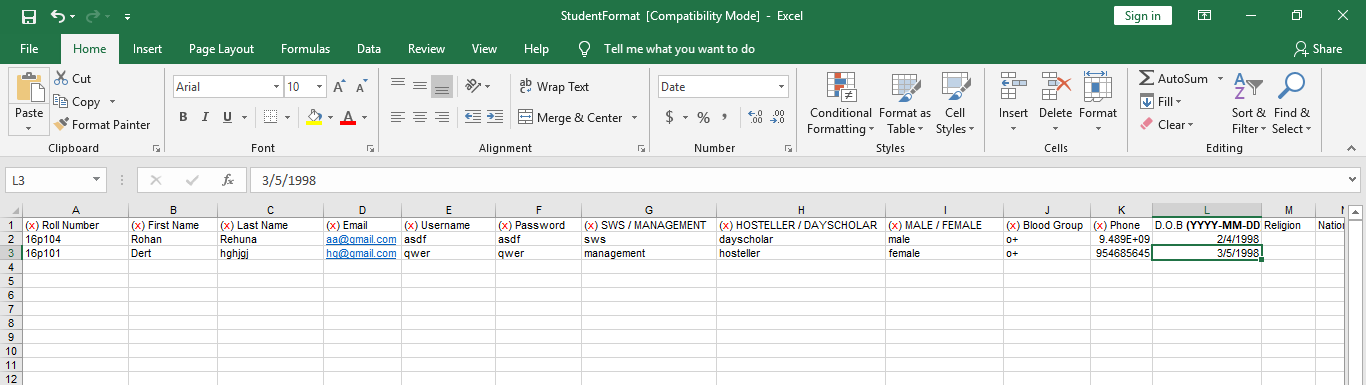 StudentFormat [Compatibility Mode] - Excel
Sign in
File Home Insert Page Layout Formulas Data Review View Help Tell me what you want to do Share
Paste
Cut
Copy
Format Painter
Clipboard
Arial 10 A A
B I U A
Font
Wrap Text
Merge & Center
Alignment
Date
$ % , .0 .00 .00 .0
Number
Conditional Formatting
Format as Table
Cell Styles
Styles
Insert Delete Format
Cells
AutoSum
Fill
Clear
Sort & Filter
Find & Select
Editing
L3 fx 3/5/1998
A B C D E F G H I J K L M N
1 (x) Roll Number (x) First Name (x) Last Name (x) Email (x) Username (x) Password (x) SWS / MANAGEMENT (x) HOSTELLER / DAYSCHOLAR (x) MALE / FEMALE (x) Blood Group (x) Phone D.O.B (YYYY-MM-DD Religion Nation
2 16p104 Rohan Rehuna aa@gmail.com asdf asdf sws dayscholar male o+ 9.489E+09 2/4/1998
3 16p101 Dert hghjgj hg@gmail.com qwer qwer management hosteller female o+ 954685645 3/5/1998
4
5
6
7
8
9
10
11
12